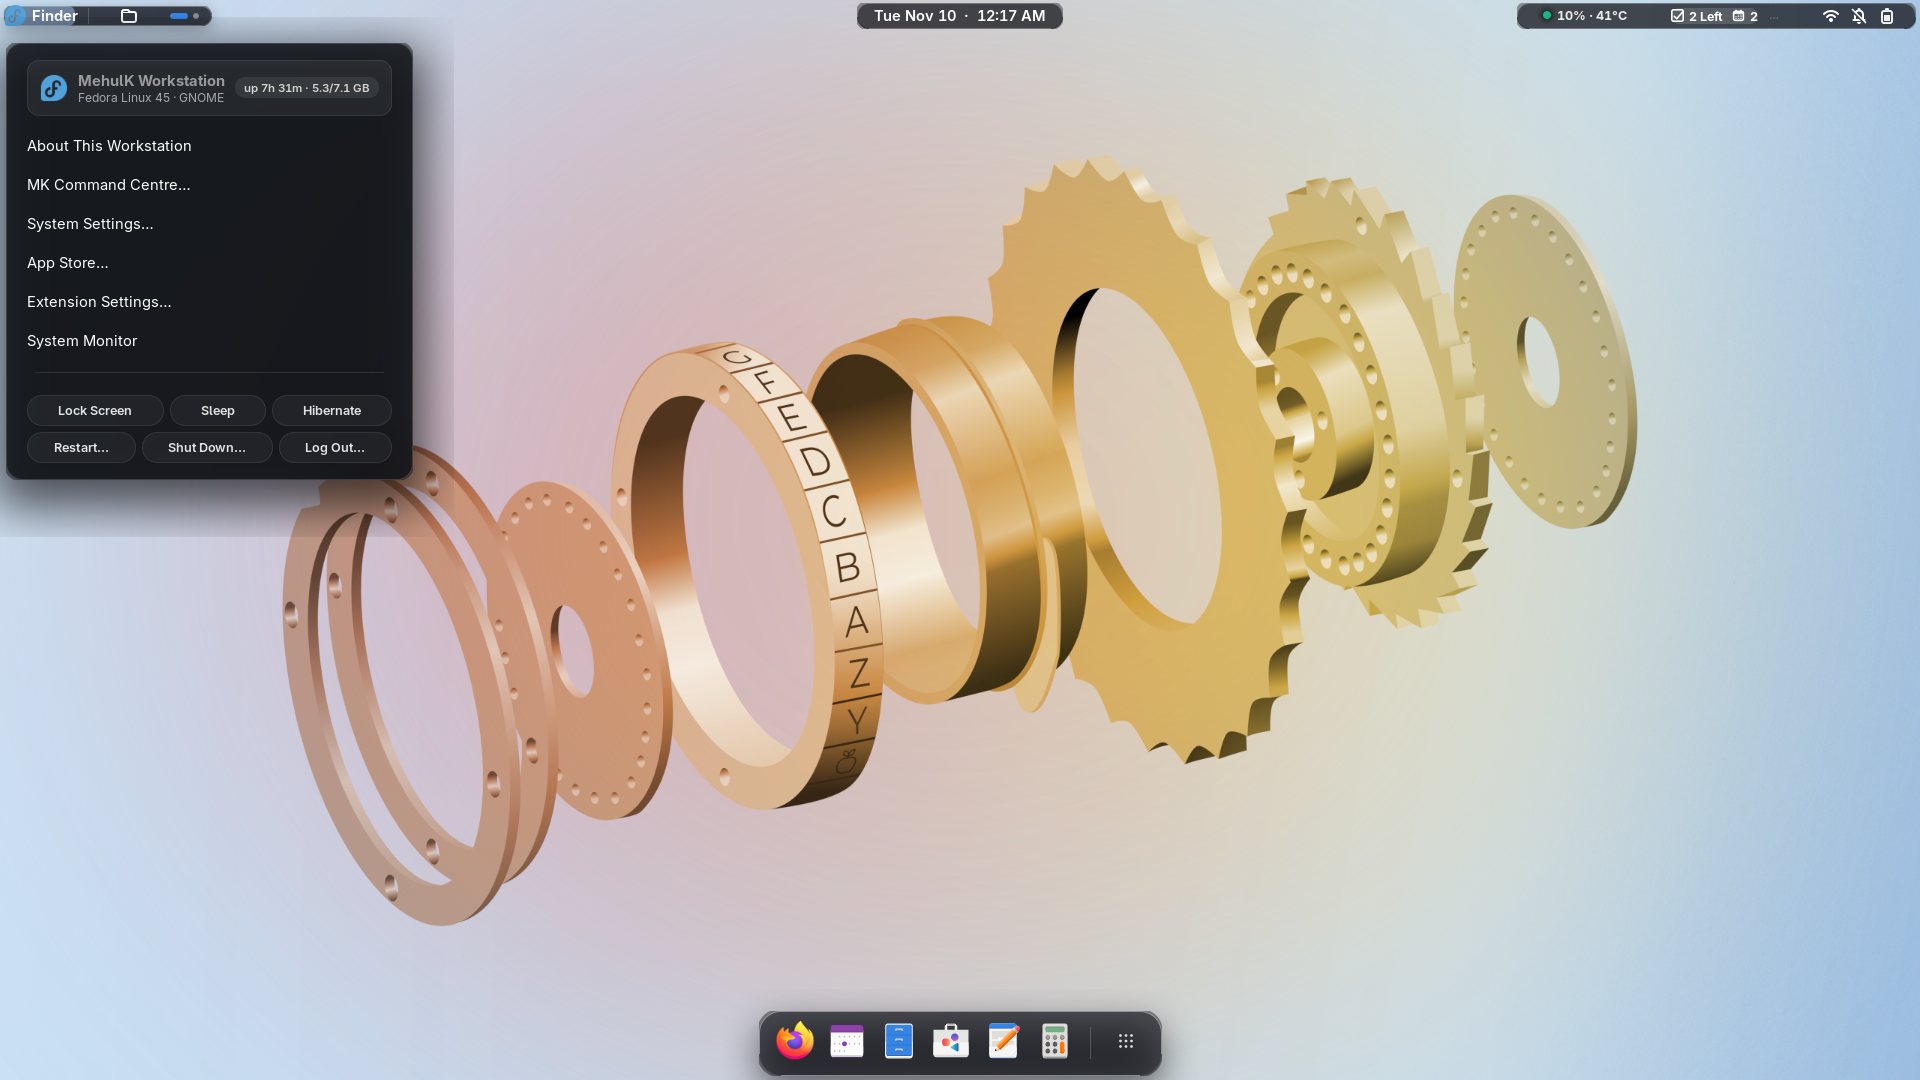 Finder
Tue Nov 10 · 12:17 AM
10% · 41°C
2 Left
2
...
MehulK Workstation
Fedora Linux 45 · GNOME
up 7h 31m · 5.3/7.1 GB
About This Workstation
MK Command Centre...
System Settings...
App Store...
Extension Settings...
System Monitor
Lock Screen
Sleep
Hibernate
Restart...
Shut Down...
Log Out...
G
F
E
D
C
B
A
Z
Y